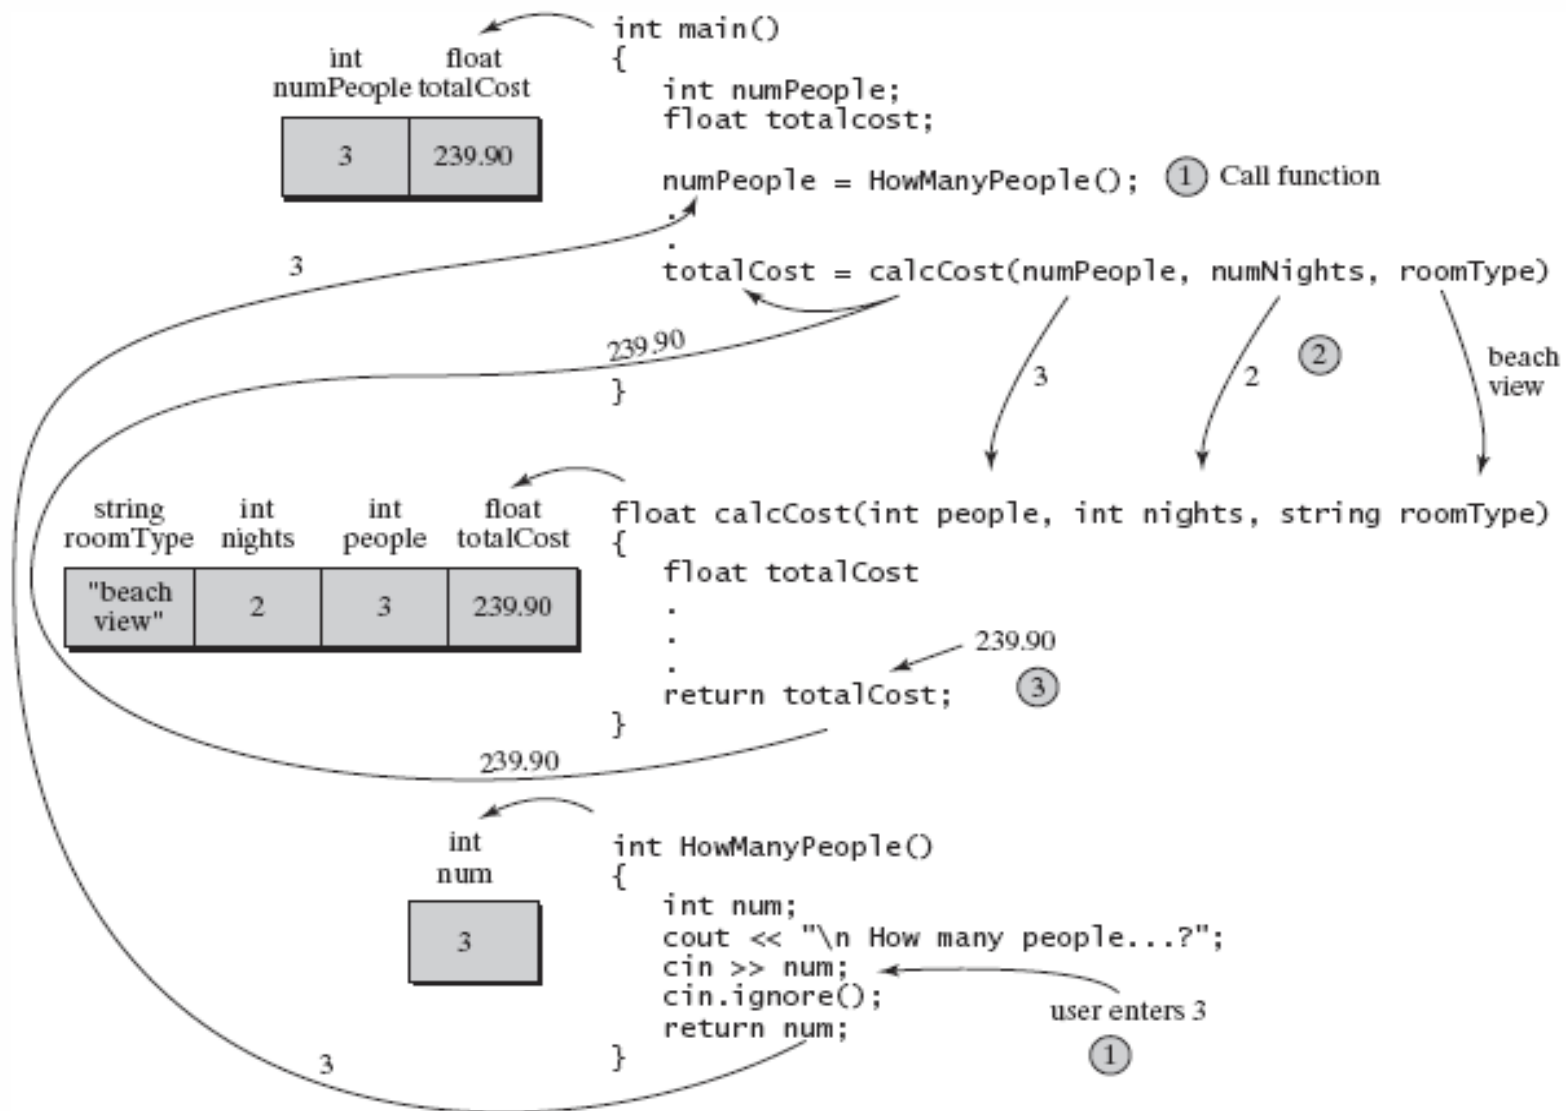 int main()
int float
numPeople totalCost
{
int numPeople;
float totalcost;
3 239.90
numPeople = HowManyPeople(); 1 Call function
.
.
3
totalCost = calcCost(numPeople, numNights, roomType)
239.90
2
3
2
beach
view
}
string int int float
roomType nights people totalCost
"beach
view" 2 3 239.90
float calcCost(int people, int nights, string roomType)
{
float totalCost
.
.
.
239.90
return totalCost;
3
}
239.90
int
num
3
int HowManyPeople()
{
int num;
cout << "\n How many people...?";
cin >> num;
cin.ignore();
return num;
}
user enters 3
1
3